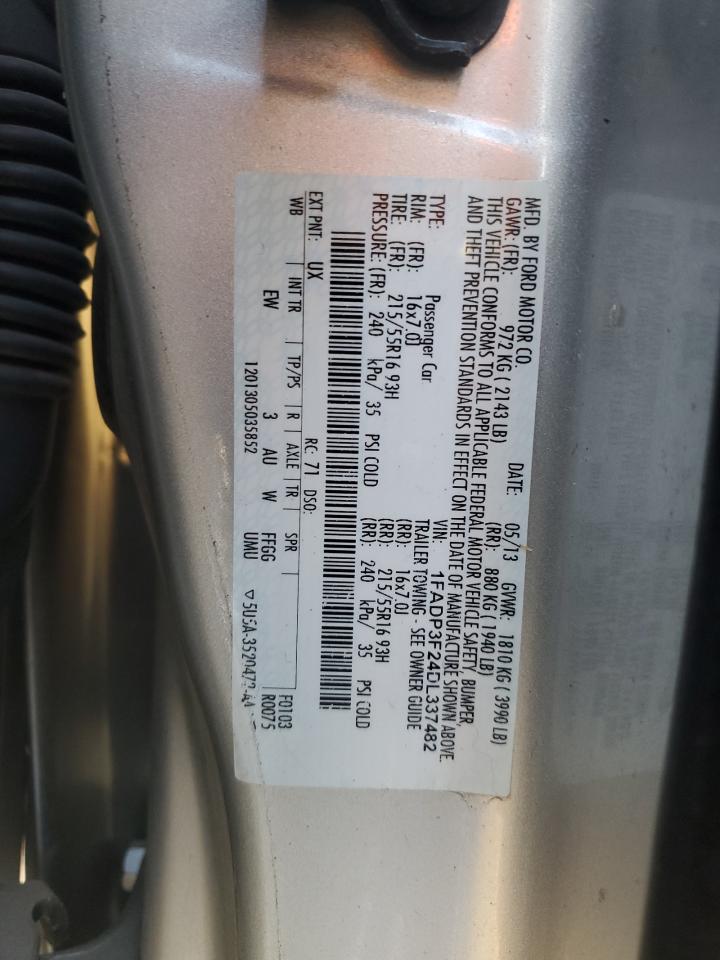 MFD. BY FORD MOTOR CO.
DATE: 05/13 GVWR: 1810 KG ( 3990 LB)
GAWR: (FR): 972 KG ( 2143 LB) (RR): 880 KG ( 1940 LB)
THIS VEHICLE CONFORMS TO ALL APPLICABLE FEDERAL MOTOR VEHICLE SAFETY, BUMPER,
AND THEFT PREVENTION STANDARDS IN EFFECT ON THE DATE OF MANUFACTURE SHOWN ABOVE.
VIN: 1FADP3F24DL337482
TYPE: Passenger Car TRAILER TOWING - SEE OWNER GUIDE
RIM: (FR): 16x7.0J (RR): 16x7.0J
TIRE: (FR): 215/55R16 93H (RR): 215/55R16 93H
PRESSURE: (FR): 240 kPa/ 35 PSI COLD (RR): 240 kPa/ 35 PSI COLD
EXT PNT: UX RC: 71 DSO:
WB INT TR TP/PS R AXLE TR SPR F0103
EW 3 AU W FFGG R0075
1201305035852 UMU